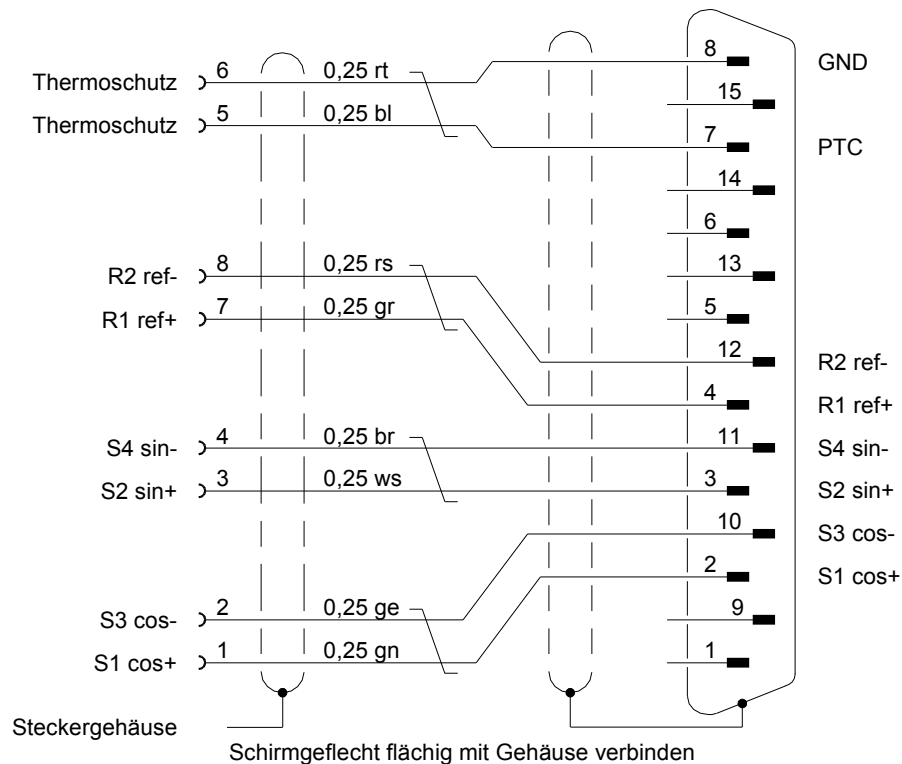 8 GND
Thermoschutz 6 0,25 rt
15
Thermoschutz 5 0,25 bl
7 PTC
14
6
R2 ref- 8 0,25 rs 13
R1 ref+ 7 0,25 gr 5
12 R2 ref-
4 R1 ref+
S4 sin- 4 0,25 br 11 S4 sin-
S2 sin+ 3 0,25 ws 3 S2 sin+
10 S3 cos-
2 S1 cos+
S3 cos- 2 0,25 ge 9
S1 cos+ 1 0,25 gn 1
Steckergehäuse
Schirmgeflecht flächig mit Gehäuse verbinden